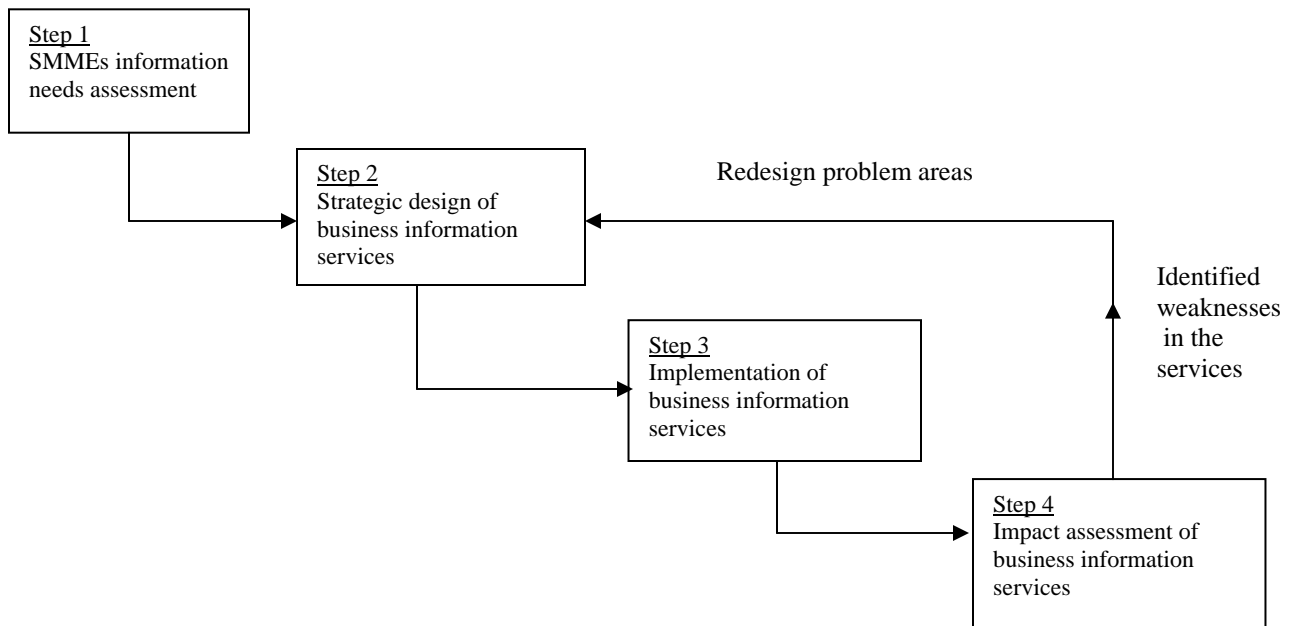 Step 1
SMMEs information
needs assessment
Step 2
Strategic design of
business information
services
Redesign problem areas
Identified
weaknesses
in the
services
Step 3
Implementation of
business information
services
Step 4
Impact assessment of
business information
services